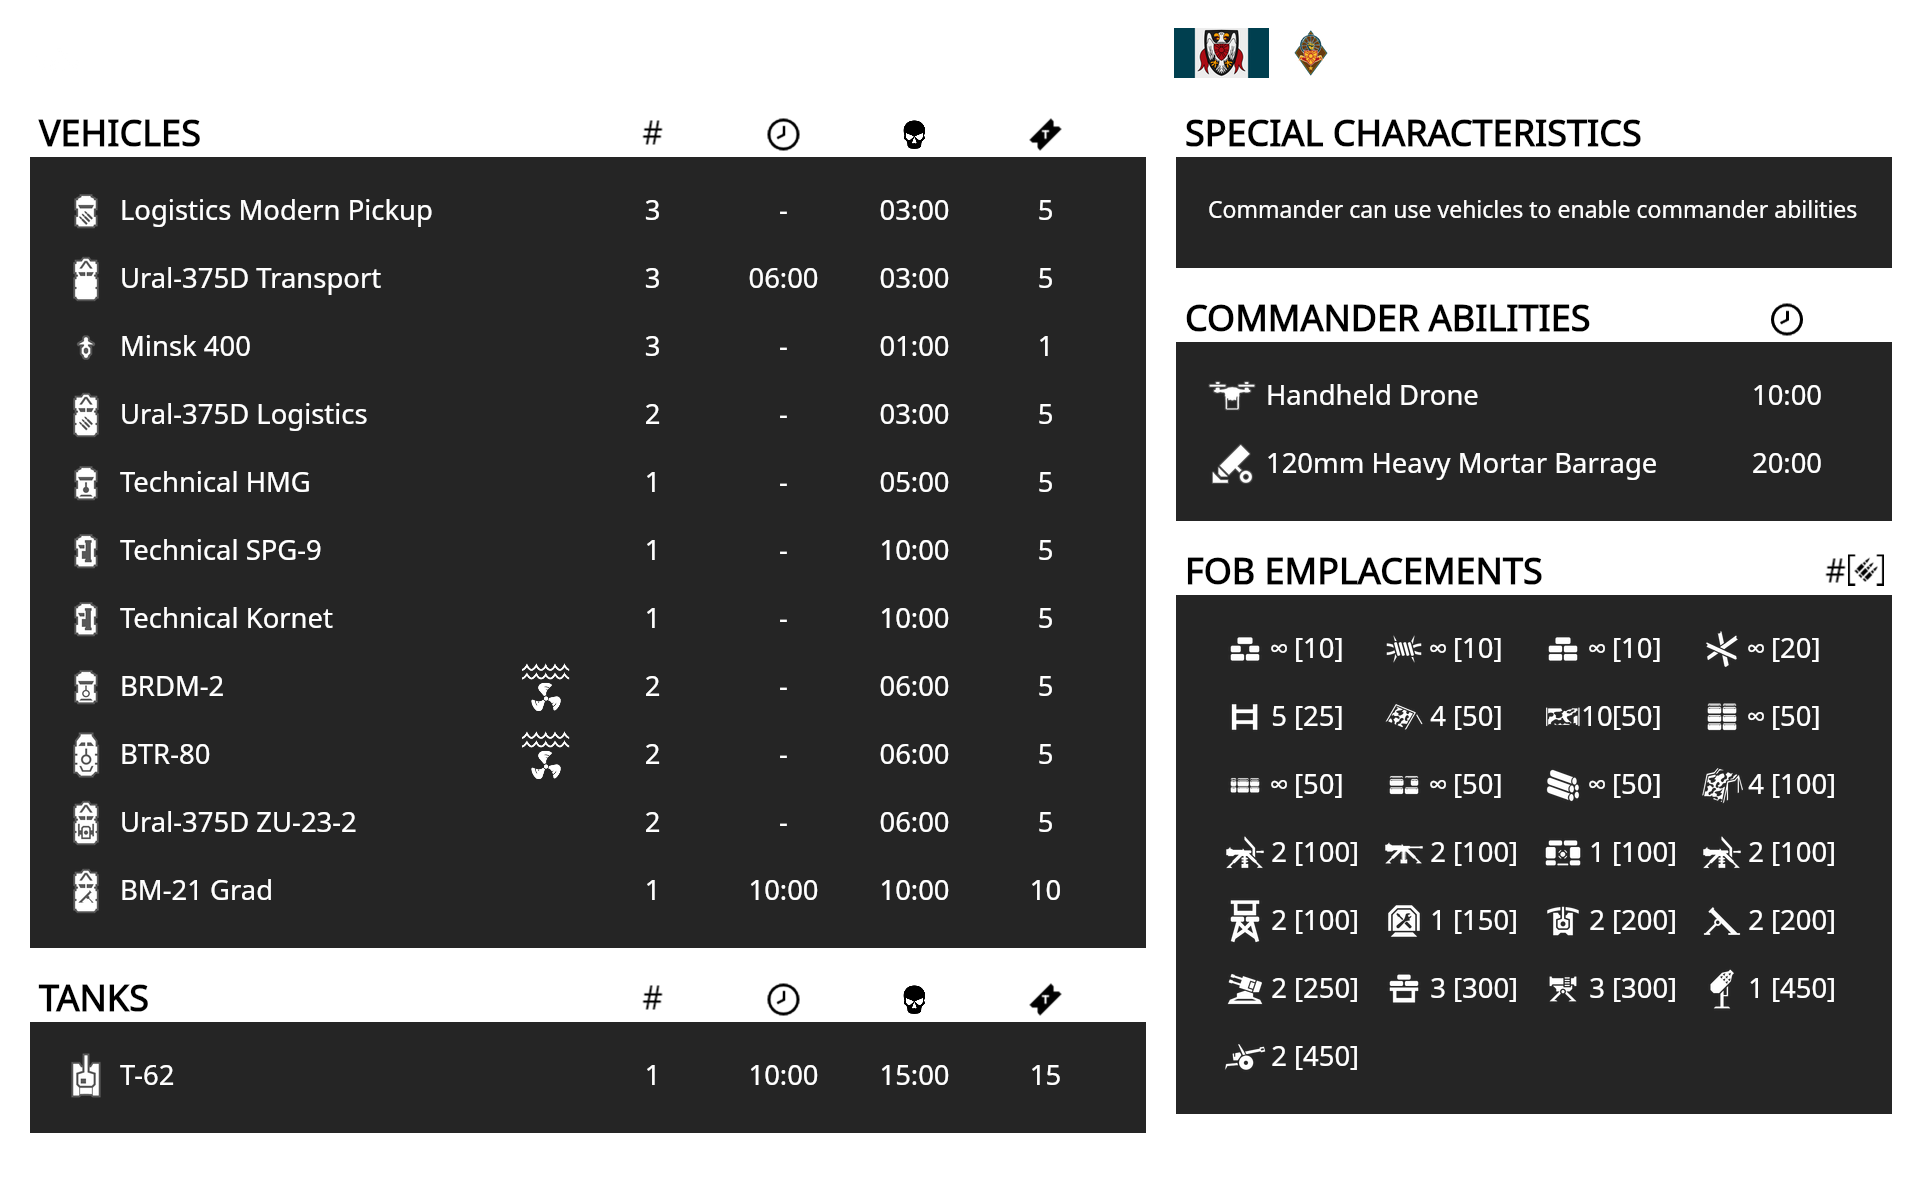 VEHICLES #
Logistics Modern Pickup 3 - 03:00 5
Ural-375D Transport 3 06:00 03:00 5
Minsk 400 3 - 01:00 1
Ural-375D Logistics 2 - 03:00 5
Technical HMG 1 - 05:00 5
Technical SPG-9 1 - 10:00 5
Technical Kornet 1 - 10:00 5
BRDM-2 2 - 06:00 5
BTR-80 2 - 06:00 5
Ural-375D ZU-23-2 2 - 06:00 5
BM-21 Grad 1 10:00 10:00 10
TANKS #
T-62 1 10:00 15:00 15
SPECIAL CHARACTERISTICS
Commander can use vehicles to enable commander abilities
COMMANDER ABILITIES
Handheld Drone 10:00
120mm Heavy Mortar Barrage 20:00
FOB EMPLACEMENTS #[ ]
∞ [10] ∞ [10] ∞ [10] ∞ [20]
5 [25] 4 [50] 10[50] ∞ [50]
∞ [50] ∞ [50] ∞ [50] 4 [100]
2 [100] 2 [100] 1 [100] 2 [100]
2 [100] 1 [150] 2 [200] 2 [200]
2 [250] 3 [300] 3 [300] 1 [450]
2 [450]